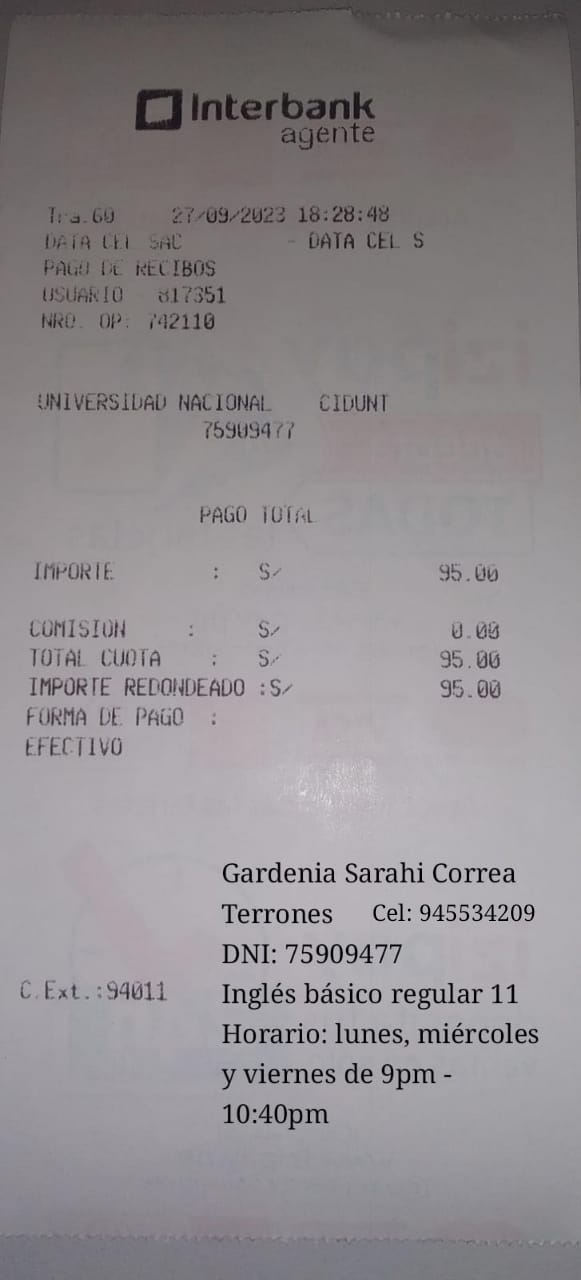 Interbank
agente
Tra.60 27/09/2023 18:28:48
DATA CEL SAC - DATA CEL S
PAGO DE RECIBOS
USUARIO - 817351
NRO. OP: 742110
UNIVERSIDAD NACIONAL CIDUNT
75909477
PAGO TOTAL
IMPORTE : S/ 95.00
COMISION : S/ 0.00
TOTAL CUOTA : S/ 95.00
IMPORTE REDONDEADO :S/ 95.00
FORMA DE PAGO :
EFECTIVO
Gardenia Sarahi Correa
Terrones Cel: 945534209
DNI: 75909477
C.Ext.:94011 Inglés básico regular 11
Horario: lunes, miércoles
y viernes de 9pm -
10:40pm